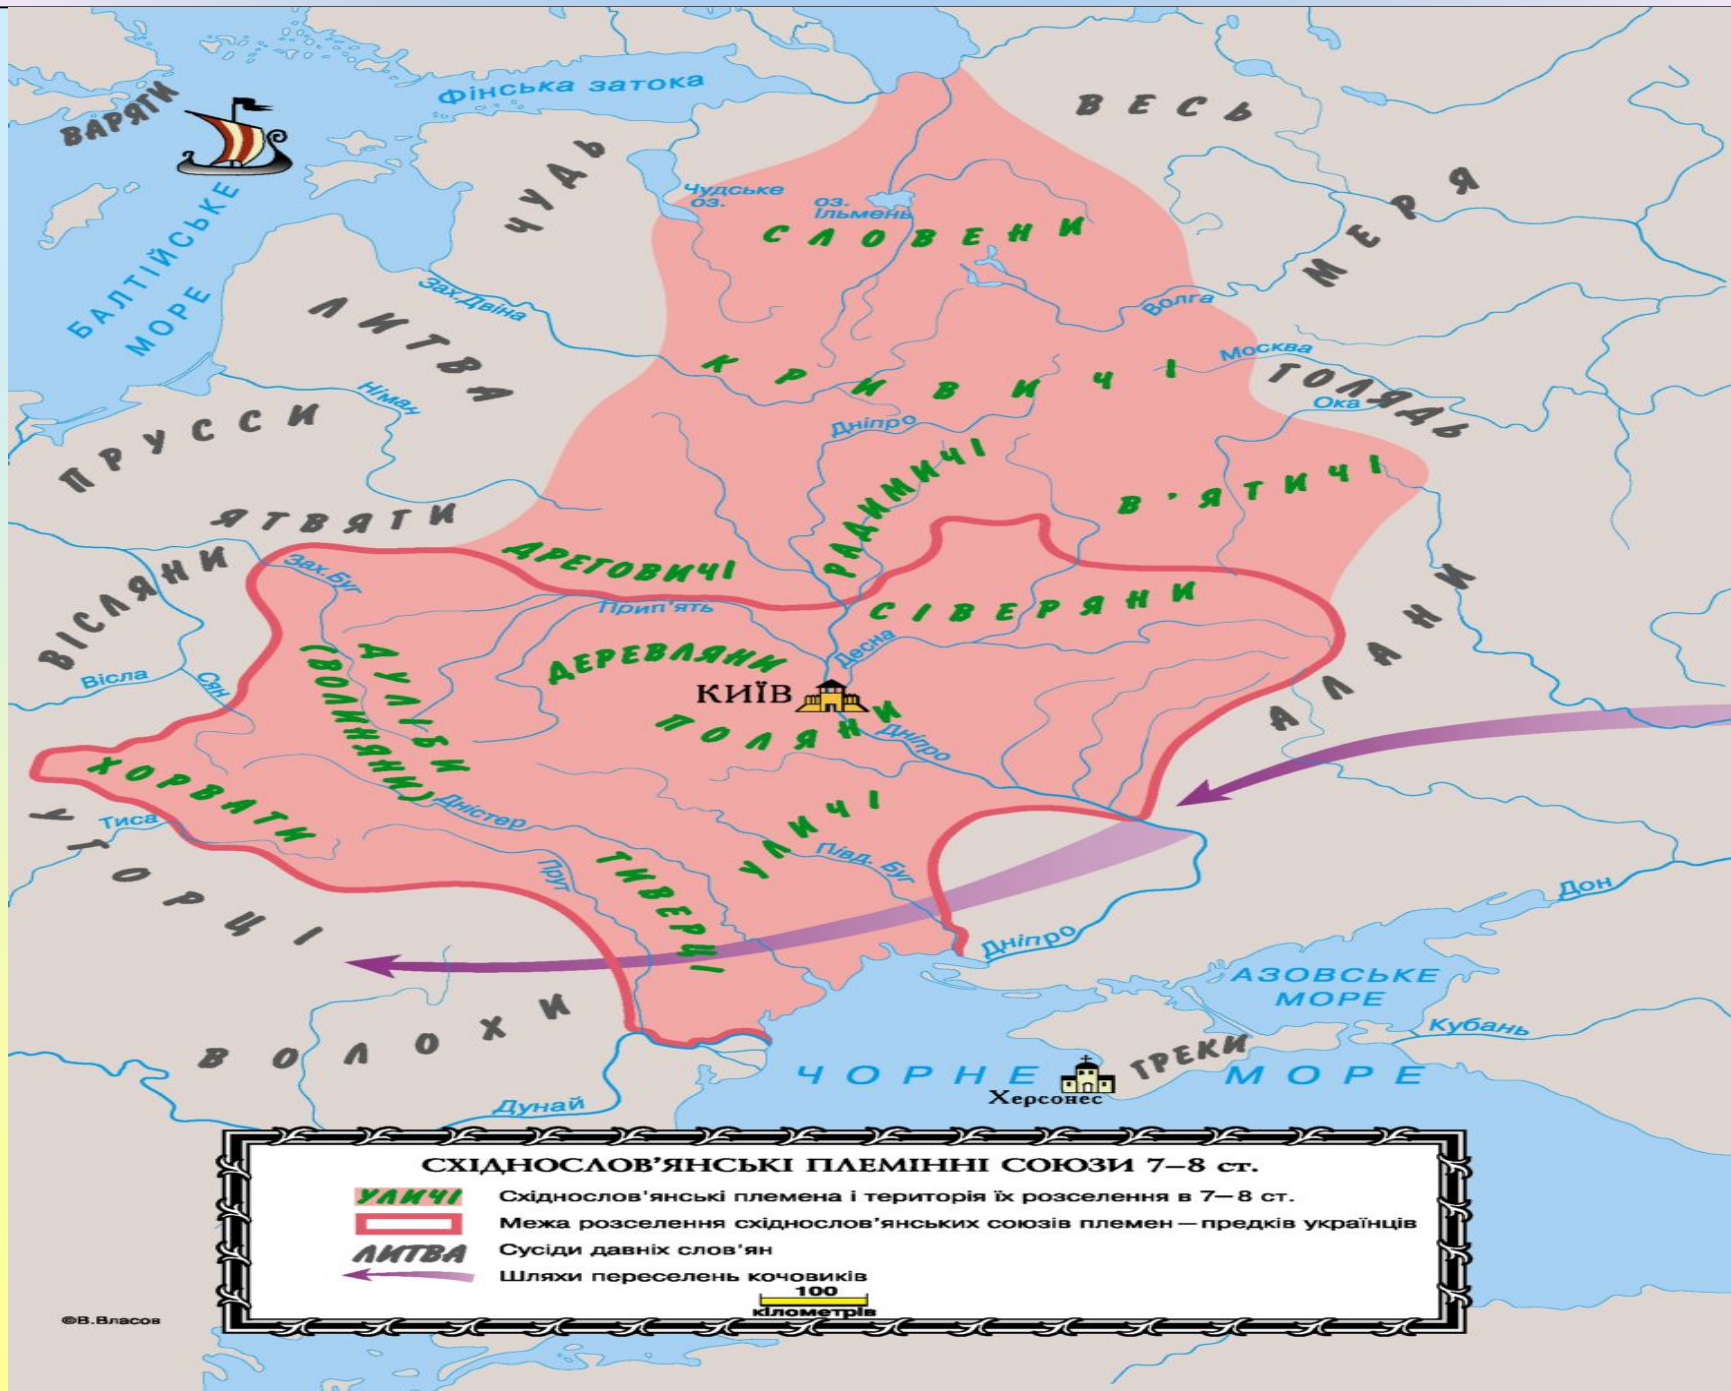 Фінська затока
ВАРЯГИ
ВЕСЬ
ЧУДЬ
МЕРЯ
Чудське
оз.
оз.
Ільмень
СЛОВЕНИ
БАЛТІЙСЬКЕ
МОРЕ
Зах.Двіна
Волга
ЛИТВА
КРИВИЧІ
Москва
ГОЛЯДЬ
Ока
Німан
Дніпро
ПРУССИ
РАДИМИЧІ
В'ЯТИЧІ
ЯТВЯГИ
ДРЕГОВИЧІ
ВІСЛЯНИ
Зах.Буг
Прип'ять
СІВЕРЯНИ
АЛАНИ
Десна
ДЕРЕВЛЯНИ
ДУЛІБИ
(ВОЛИНЯНИ)
Вісла
Сян
КИЇВ
ПОЛЯНИ
Дніпро
ХОРВАТИ
Тиса
УГОРЦІ
Дністер
УЛИЧІ
Півд. Буг
Прут
ТИВЕРЦІ
Дон
Дніпро
АЗОВСЬКЕ
МОРЕ
Кубань
ВОЛОХИ
ЧОРНЕ МОРЕ
ГРЕКИ
Херсонес
Дунай
СХІДНОСЛОВ'ЯНСЬКІ ПЛЕМІННІ СОЮЗИ 7–8 ст.
УЛИЧІ Східнослов'янські племена і територія їх розселення в 7–8 ст.
Межа розселення східнослов'янських союзів племен – предків українців
ЛИТВА Сусіди давніх слов'ян
Шляхи переселень кочовиків
100
кілометрів
©В.Власов